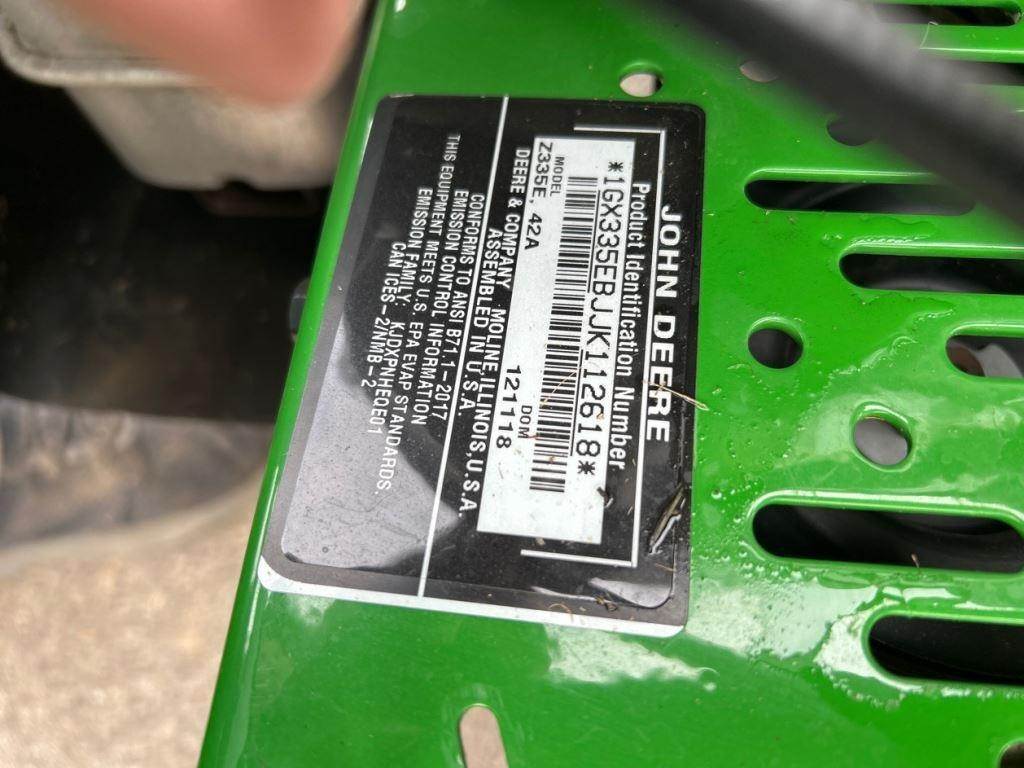 JOHN DEERE
Product Identification Number
*1GX335EBJJK112618*
MODEL DOM
Z335E, 42A 121118
DEERE & COMPANY MOLINE, ILLINOIS, U.S.A.
ASSEMBLED IN U.S.A.
CONFORMS TO ANSI B71.1-2017
EMISSION CONTROL INFORMATION
THIS EQUIPMENT MEETS U.S. EPA EVAP STANDARDS.
EMISSION FAMILY KJDXPNHEQE01
CAN ICES-2/NMB-2